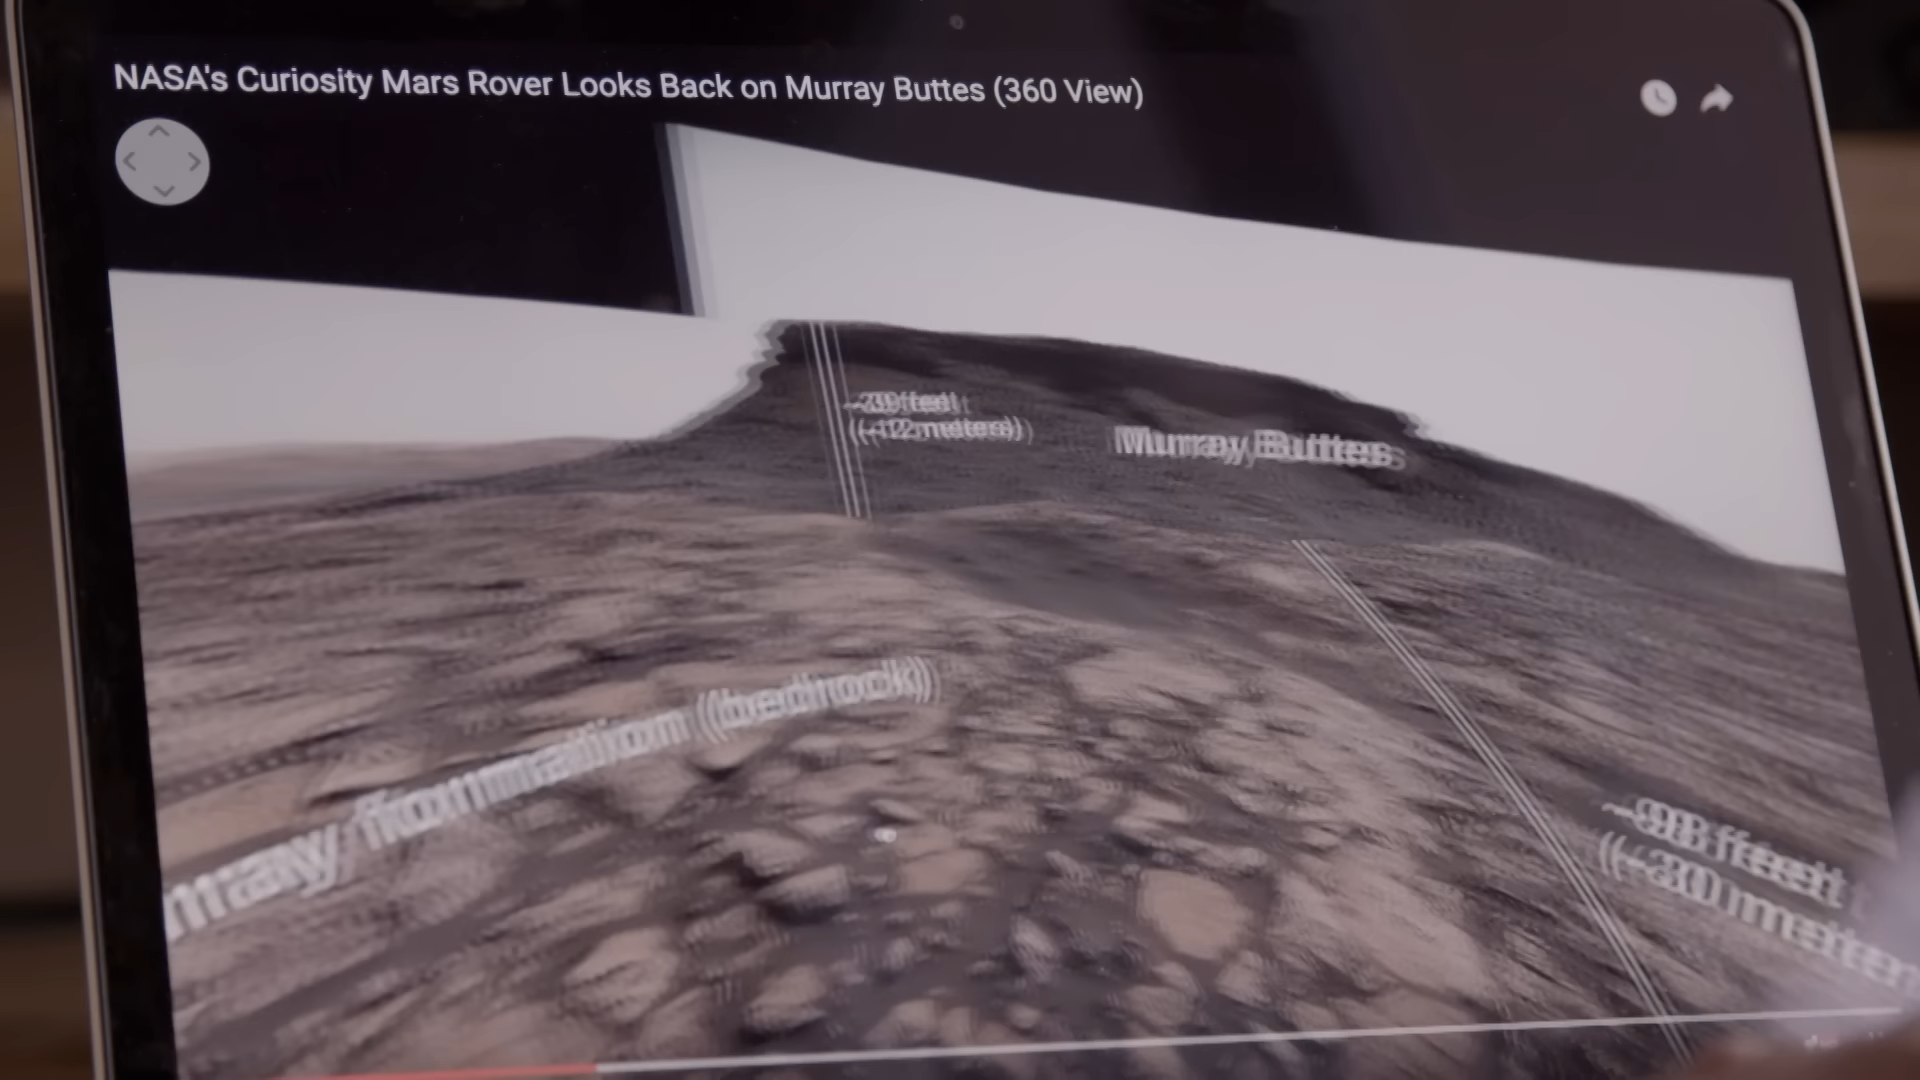 NASA's Curiosity Mars Rover Looks Back on Murray Buttes (360 View)
~39 feet
(~12 meters)
Murray Buttes
formation (bedrock)
~98 feet
(~30 meters